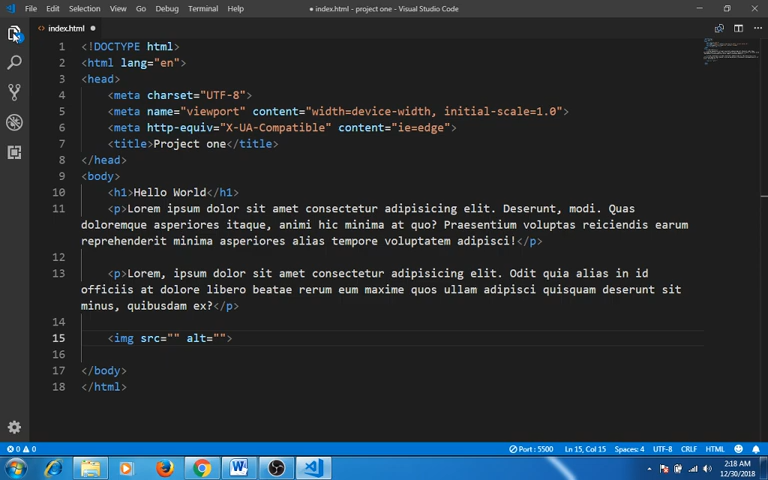 File Edit Selection View Go Debug Terminal Help
● index.html - project one - Visual Studio Code
index.html
1 <!DOCTYPE html>
2 <html lang="en">
3 <head>
4 <meta charset="UTF-8">
5 <meta name="viewport" content="width=device-width, initial-scale=1.0">
6 <meta http-equiv="X-UA-Compatible" content="ie=edge">
7 <title>Project one</title>
8 </head>
9 <body>
10 <h1>Hello World</h1>
11 <p>Lorem ipsum dolor sit amet consectetur adipisicing elit. Deserunt, modi. Quas
doloremque asperiores itaque, animi hic minima at quo? Praesentium voluptas reiciendis earum
reprehenderit minima asperiores alias tempore voluptatem adipisci!</p>
12
13 <p>Lorem, ipsum dolor sit amet consectetur adipisicing elit. Odit quia alias in id
officiis at dolore libero beatae rerum eum maxime quos ullam adipisci quisquam deserunt sit
minus, quibusdam ex?</p>
14
15 <img src="" alt="">
16
17 </body>
18 </html>
0 0 Port : 5500 Ln 15, Col 15 Spaces: 4 UTF-8 CRLF HTML
2:18 AM
12/30/2018